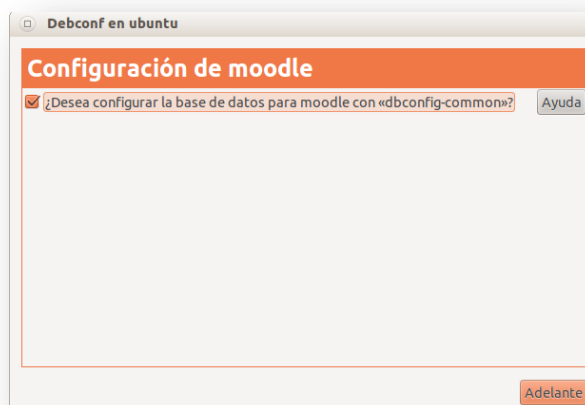 Debconf en ubuntu
Configuración de moodle
¿Desea configurar la base de datos para moodle con «dbconfig-common»? Ayuda
Adelante